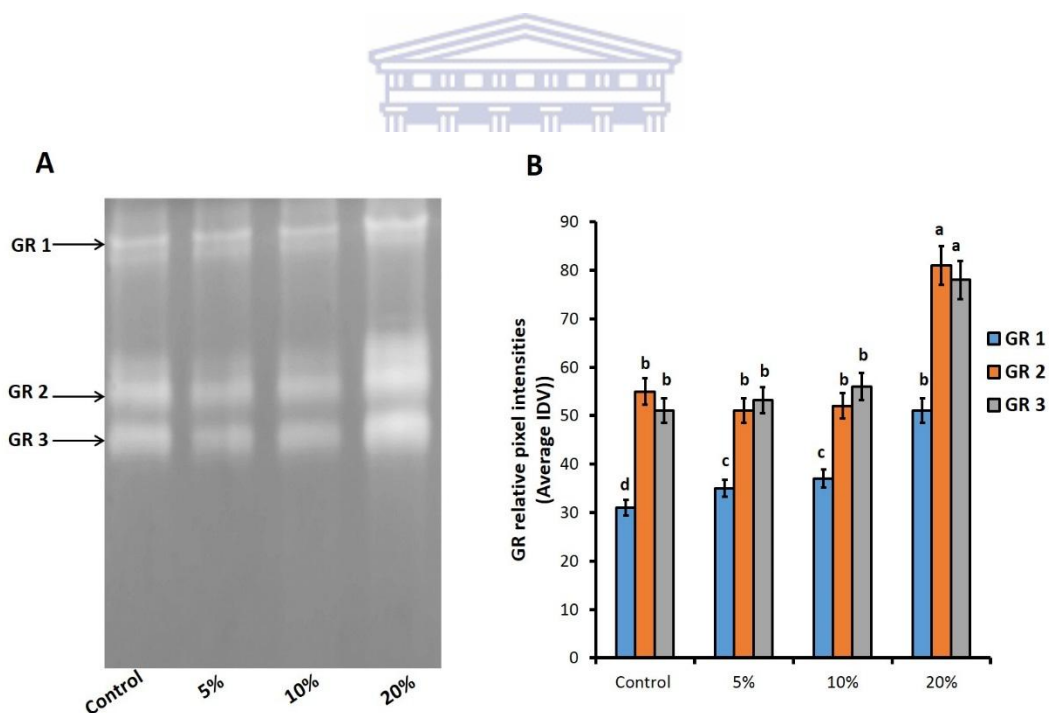 A
GR 1
GR 2
GR 3
Control 5% 10% 20%
B
GR relative pixel intensities
(Average IDV))
90
80
70
60
50
40
30
20
10
0
d b b
c b b
c b b
b a a
Control 5% 10% 20%
GR 1
GR 2
GR 3